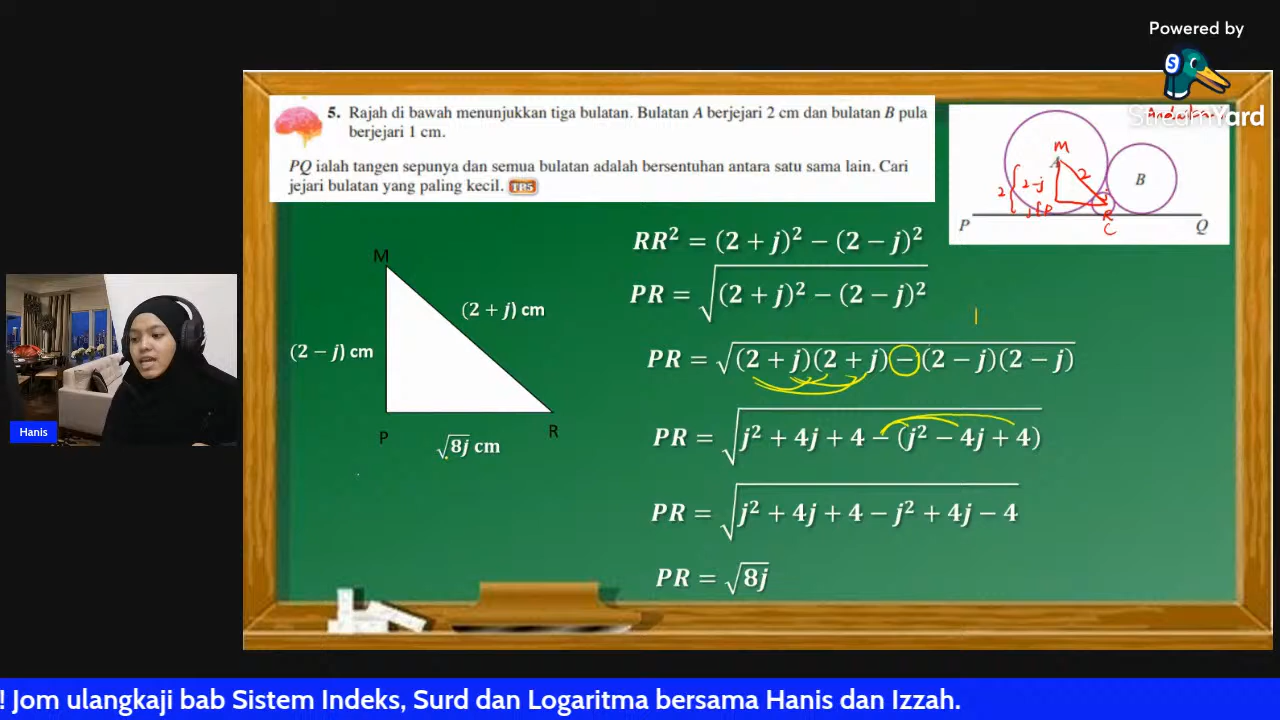 Powered by
StreamYard
S
5. Rajah di bawah menunjukkan tiga bulatan. Bulatan A berjejari 2 cm dan bulatan B pula
berjejari 1 cm.
PQ ialah tangen sepunya dan semua bulatan adalah bersentuhan antara satu sama lain. Cari
jejari bulatan yang paling kecil. TP5
M
A
2
2
2-j
j
P
R
j
B
P
C
Q
RR² = (2 + j)² − (2 − j)²
PR = √(2 + j)² − (2 − j)²
PR = √(2 + j)(2 + j) − (2 − j)(2 − j)
PR = √j² + 4j + 4 − (j² − 4j + 4)
PR = √j² + 4j + 4 − j² + 4j − 4
PR = √8j
M
(2 + j) cm
(2 − j) cm
P
R
√8j cm
Hanis
! Jom ulangkaji bab Sistem Indeks, Surd dan Logaritma bersama Hanis dan Izzah.